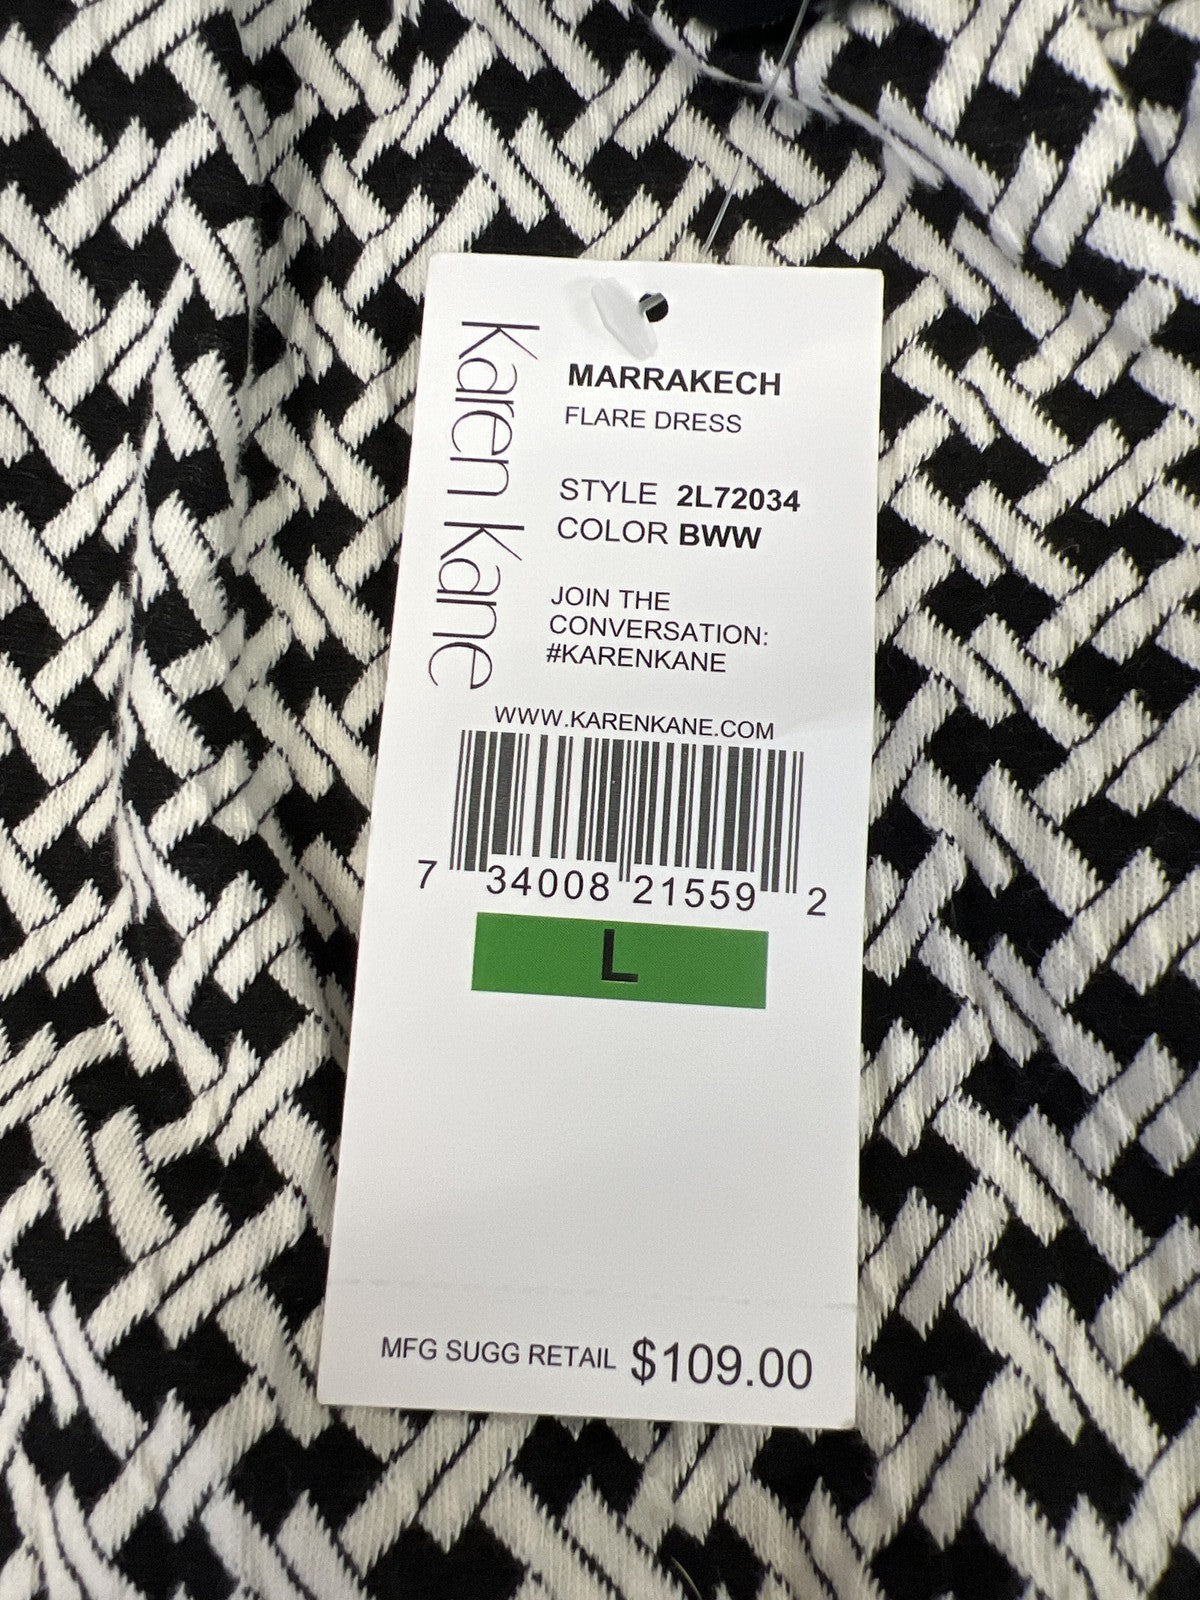 Karen Kane
MARRAKECH
FLARE DRESS
STYLE 2L72034
COLOR BWW
JOIN THE
CONVERSATION:
#KARENKANE
WWW.KARENKANE.COM
7 34008 21559 2
L
MFG SUGG RETAIL $109.00